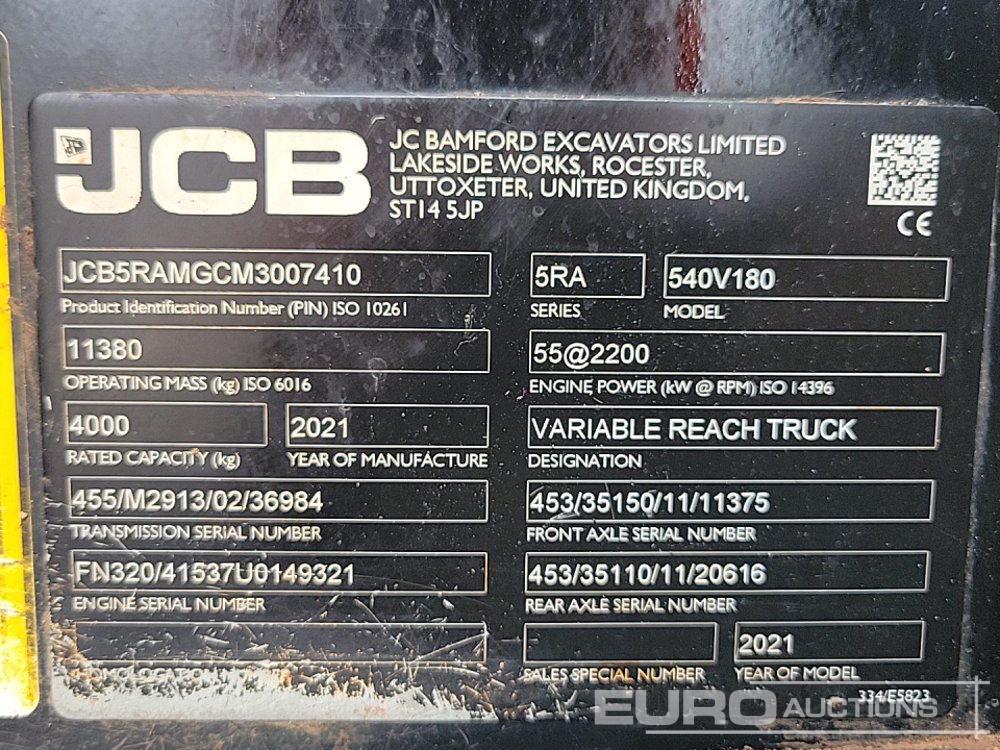 JCB
JC BAMFORD EXCAVATORS LIMITED
LAKESIDE WORKS, ROCESTER,
UTTOXETER, UNITED KINGDOM,
ST14 5JP
CE
JCB5RAMGCM3007410
Product Identification Number (PIN) ISO 10261
5RA
SERIES
540V180
MODEL
11380
OPERATING MASS (kg) ISO 6016
55@2200
ENGINE POWER (kW @ RPM) ISO 14396
4000
RATED CAPACITY (kg)
2021
YEAR OF MANUFACTURE
VARIABLE REACH TRUCK
DESIGNATION
455/M2913/02/36984
TRANSMISSION SERIAL NUMBER
453/35150/11/11375
FRONT AXLE SERIAL NUMBER
FN320/41537U0149321
ENGINE SERIAL NUMBER
453/35110/11/20616
REAR AXLE SERIAL NUMBER
HOMOLOGATION NUMBER
SALES SPECIAL NUMBER
2021
YEAR OF MODEL
334/E5823
EURO AUCTIONS